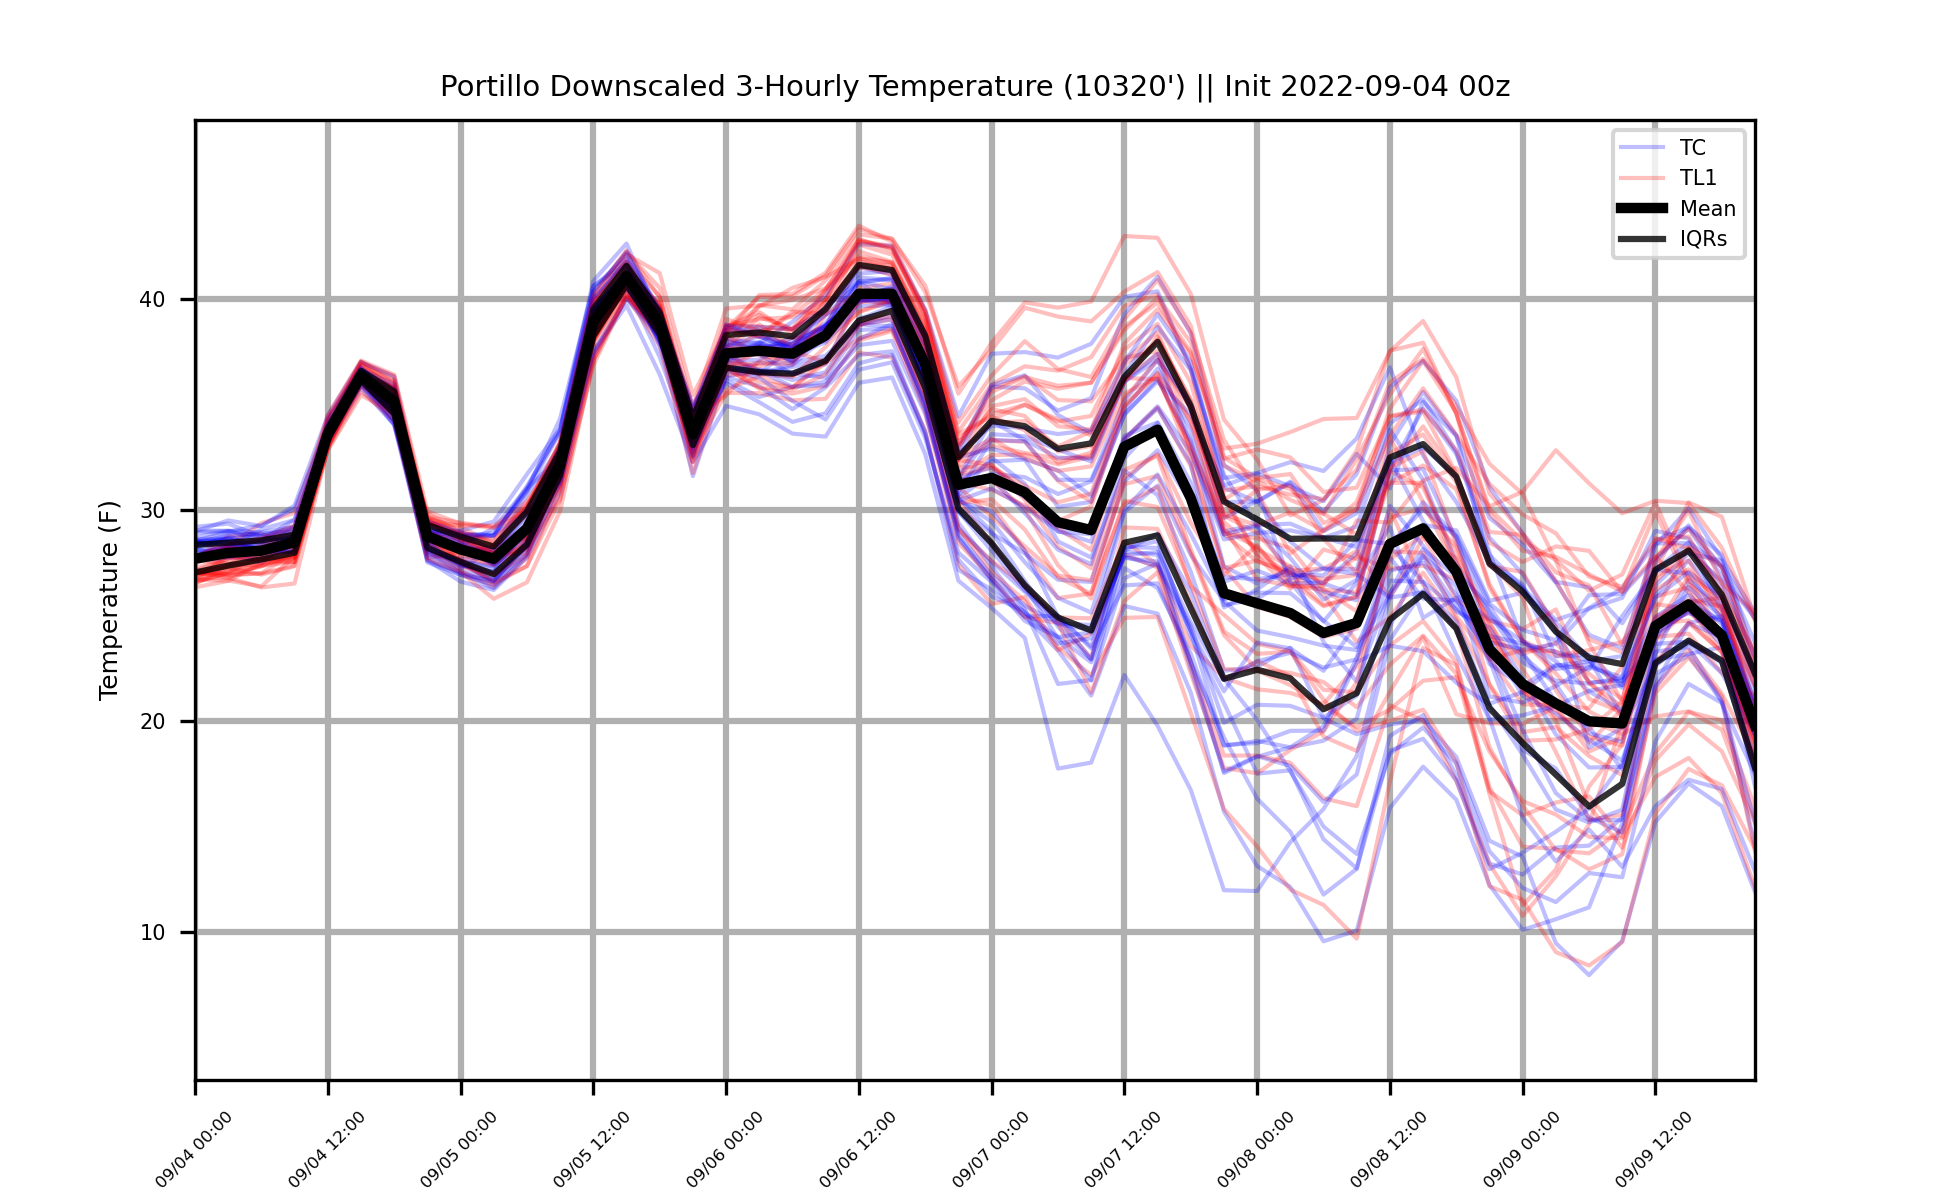 Portillo Downscaled 3-Hourly Temperature (10320') || Init 2022-09-04 00z
TC
TL1
Mean
IQRs
Temperature (F)
40
30
20
10
09/04 00:00
09/04 12:00
09/05 00:00
09/05 12:00
09/06 00:00
09/06 12:00
09/07 00:00
09/07 12:00
09/08 00:00
09/08 12:00
09/09 00:00
09/09 12:00